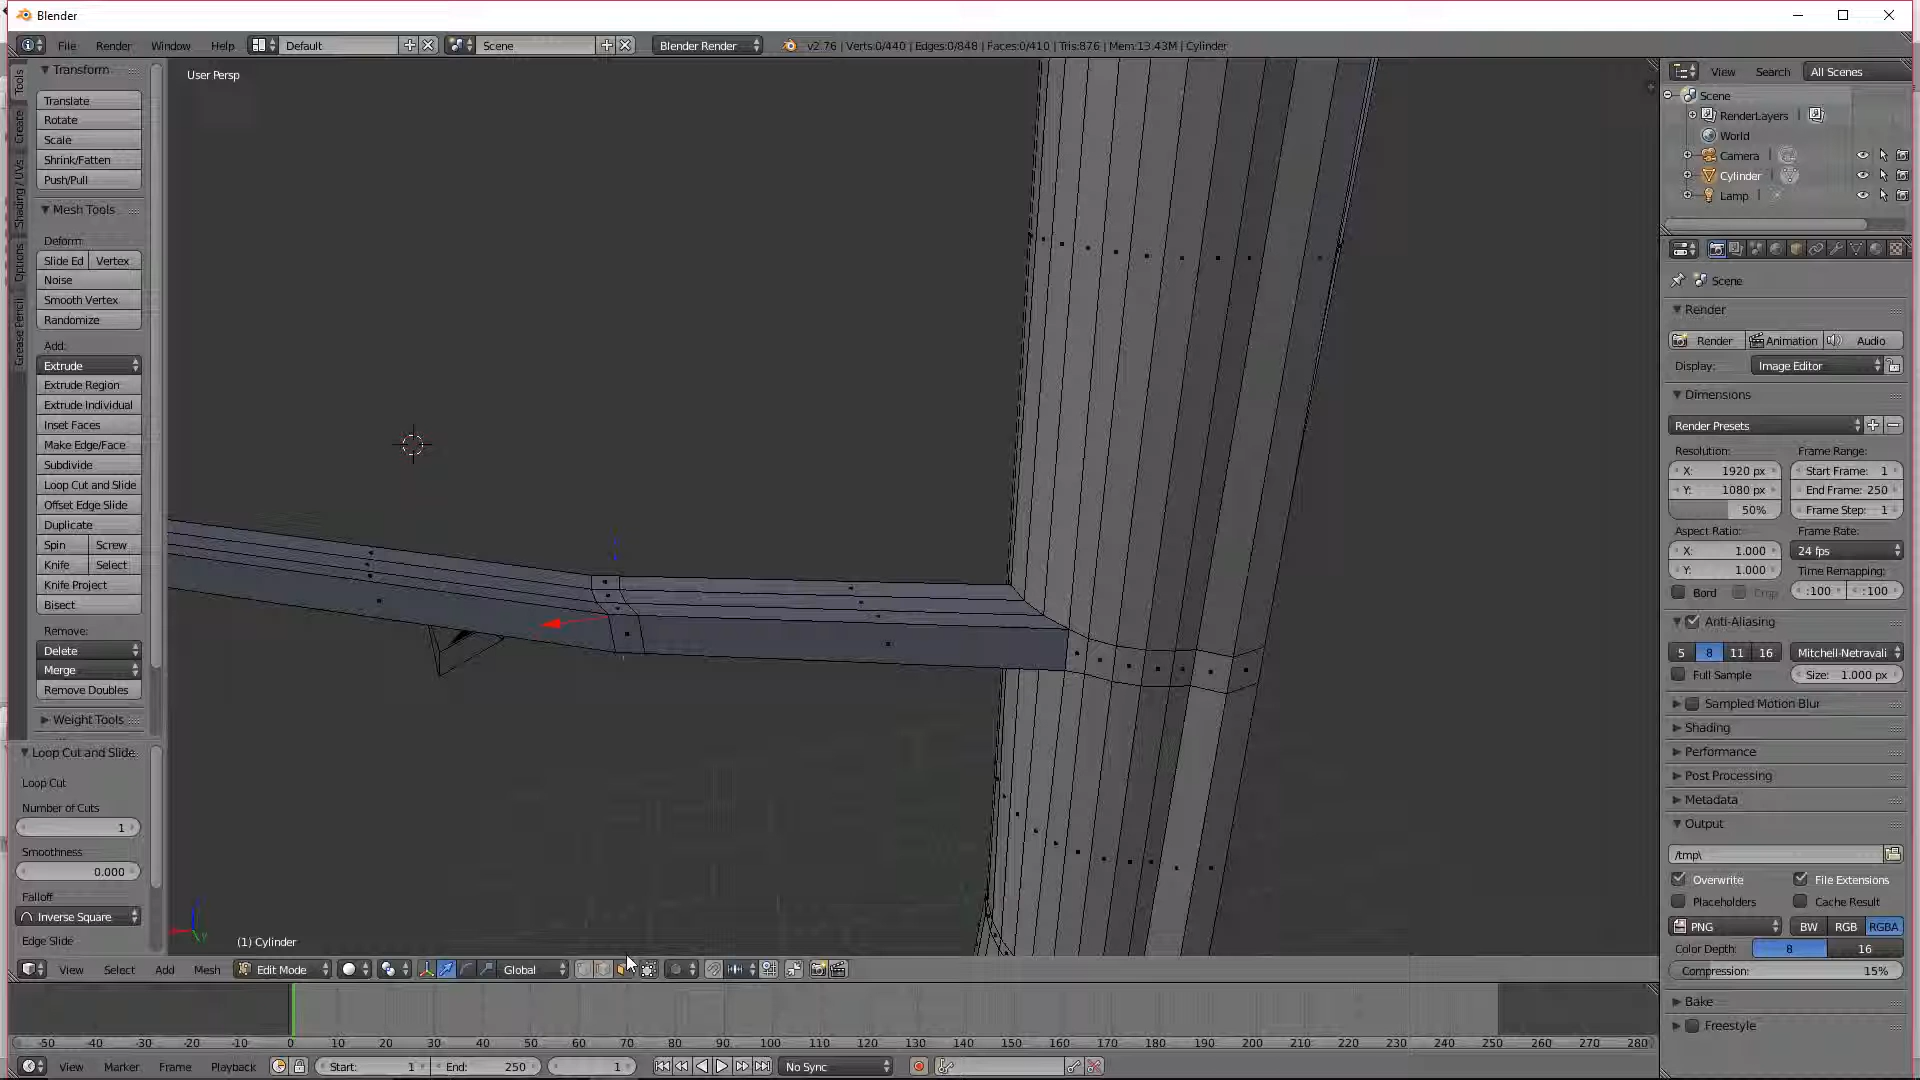 Blender
File Render Window Help Default Scene Blender Render v2.76 | Verts:0/440 | Edges:0/848 | Faces:0/410 | Tris:876 | Mem:13.43M | Cylinder
Tools
Create
Shading / UVs
Options
Grease Pencil
Transform
Translate
Rotate
Scale
Shrink/Fatten
Push/Pull
Mesh Tools
Deform:
Slide Ed Vertex
Noise
Smooth Vertex
Randomize
Add:
Extrude
Extrude Region
Extrude Individual
Inset Faces
Make Edge/Face
Subdivide
Loop Cut and Slide
Offset Edge Slide
Duplicate
Spin Screw
Knife Select
Knife Project
Bisect
Remove:
Delete
Merge
Remove Doubles
Weight Tools
Loop Cut and Slide
Loop Cut
Number of Cuts
1
Smoothness
0.000
Falloff
Inverse Square
Edge Slide
User Persp
(1) Cylinder
View Select Add Mesh Edit Mode Global
-50 -40 -30 -20 -10 0 10 20 30 40 50 60 70 80 90 100 110 120 130 140 150 160 170 180 190 200 210 220 230 240 250 260 270 280
View Marker Frame Playback Start: 1 End: 250 1 No Sync
View Search All Scenes
Scene
RenderLayers
World
Camera
Cylinder
Lamp
Scene
Render
Render Animation Audio
Display: Image Editor
Dimensions
Render Presets
Resolution: Frame Range:
X: 1920 px Start Frame: 1
Y: 1080 px End Frame: 250
50% Frame Step: 1
Aspect Ratio: Frame Rate:
X: 1.000 24 fps
Y: 1.000 Time Remapping:
Bord Crop :100 :100
Anti-Aliasing
5 8 11 16 Mitchell-Netravali
Full Sample Size: 1.000 px
Sampled Motion Blur
Shading
Performance
Post Processing
Metadata
Output
/tmp\
Overwrite File Extensions
Placeholders Cache Result
PNG BW RGB RGBA
Color Depth: 8 16
Compression: 15%
Bake
Freestyle